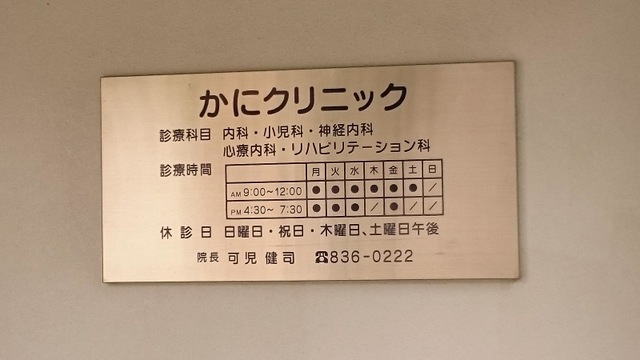 かにクリニック
診療科目 内科・小児科・神経内科
心療内科・リハビリテーション科
診療時間 月 火 水 木 金 土 日
AM 9:00~12:00 ● ● ● ● ● ● /
PM 4:30~ 7:30 ● ● ● / ● / /
休診日 日曜日・祝日・木曜日、土曜日午後
院長 可児 健司 ☎836-0222